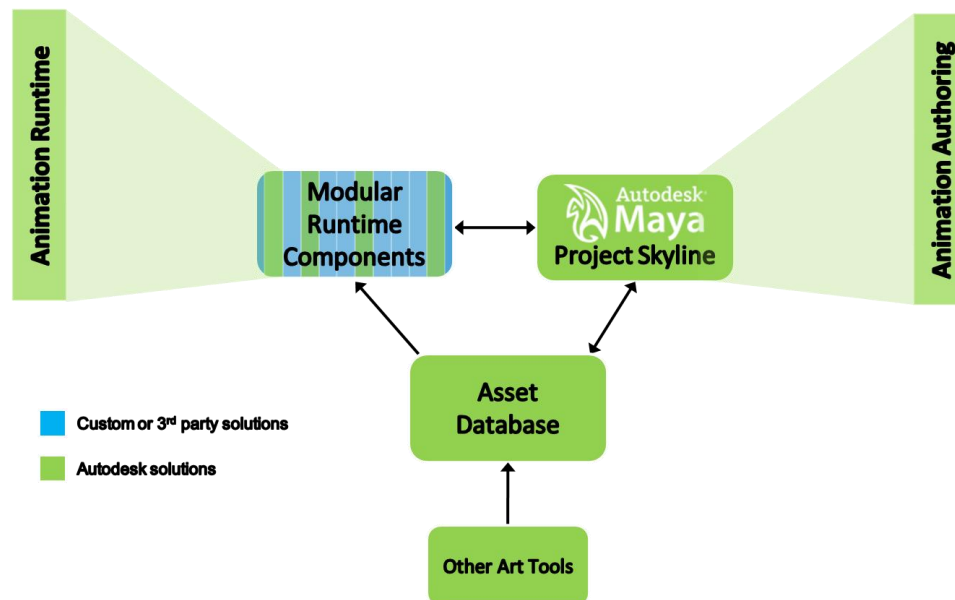 Animation Runtime
Modular
Runtime
Components
Autodesk®
Maya
Project Skyline
Animation Authoring
Asset
Database
Custom or 3rd party solutions
Autodesk solutions
Other Art Tools